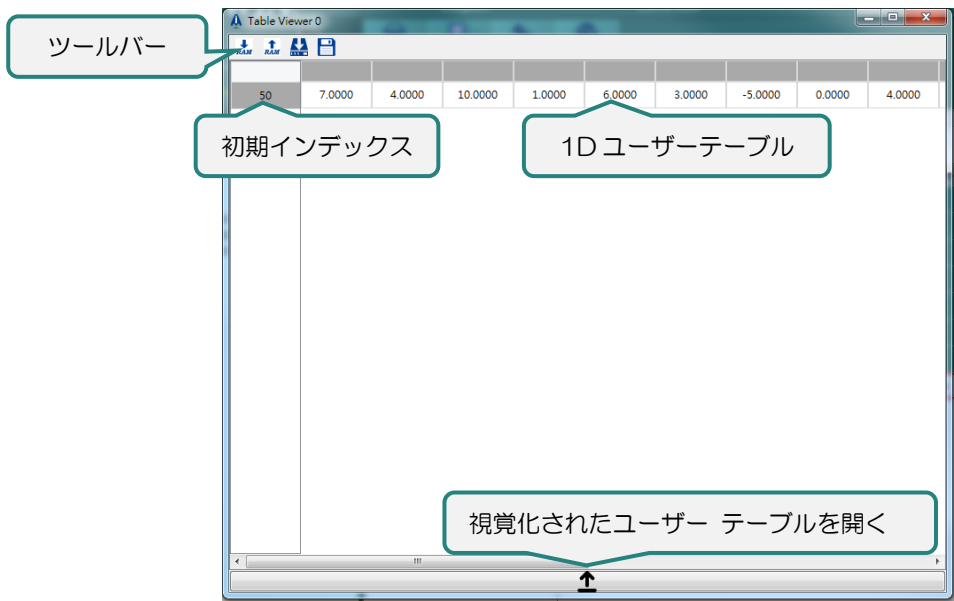 Table Viewer 0
ツールバー
RAM RAM
50 7.0000 4.0000 10.0000 1.0000 6.0000 3.0000 -5.0000 0.0000 4.0000
初期インデックス
1D ユーザーテーブル
視覚化されたユーザー テーブルを開く